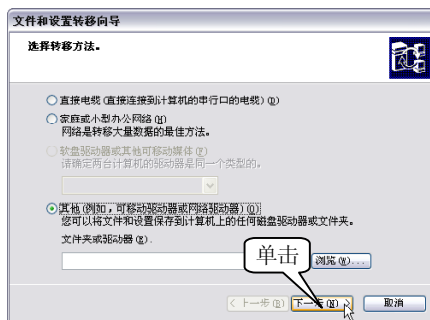 文件和设置转移向导
选择转移方法。
直接电缆(直接连接到计算机的串行口的电缆)(D)
家庭或小型办公网络(H)
网络是转移大量数据的最佳方法。
软盘驱动器或其他可移动媒体(F)
请确定两台计算机的驱动器是同一个类型的。
其他(例如，可移动驱动器或网络驱动器)(O)
您可以将文件和设置保存到计算机上的任何磁盘驱动器或文件夹。
文件夹或驱动器(E):
单击
浏览(W)...
< 上一步(B)
下一步(N) >
取消